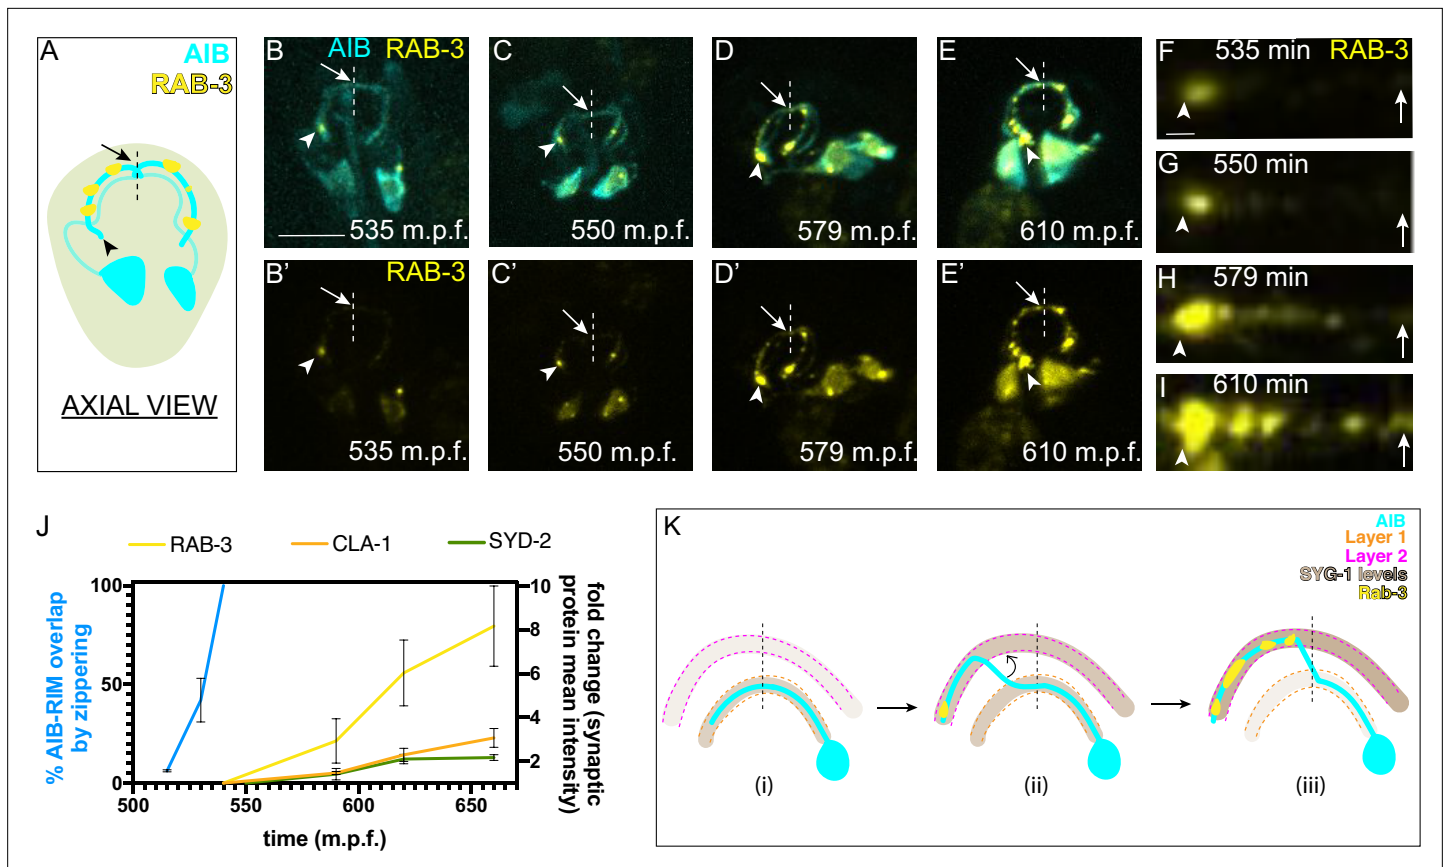 A
AIB
RAB-3
AXIAL VIEW
B AIB RAB-3
535 m.p.f.
C
550 m.p.f.
D
579 m.p.f.
E
610 m.p.f.
B' RAB-3
535 m.p.f.
C'
550 m.p.f.
D'
579 m.p.f.
E'
610 m.p.f.
F 535 min RAB-3
G 550 min
H 579 min
I 610 min
J
RAB-3 CLA-1 SYD-2
% AIB-RIM overlap
by zippering
100
50
0
500 550 600 650
time (m.p.f.)
10
8
6
4
2
fold change (synaptic
protein mean intensity)
K
AIB
Layer 1
Layer 2
SYG-1 levels
Rab-3
(i) (ii) (iii)